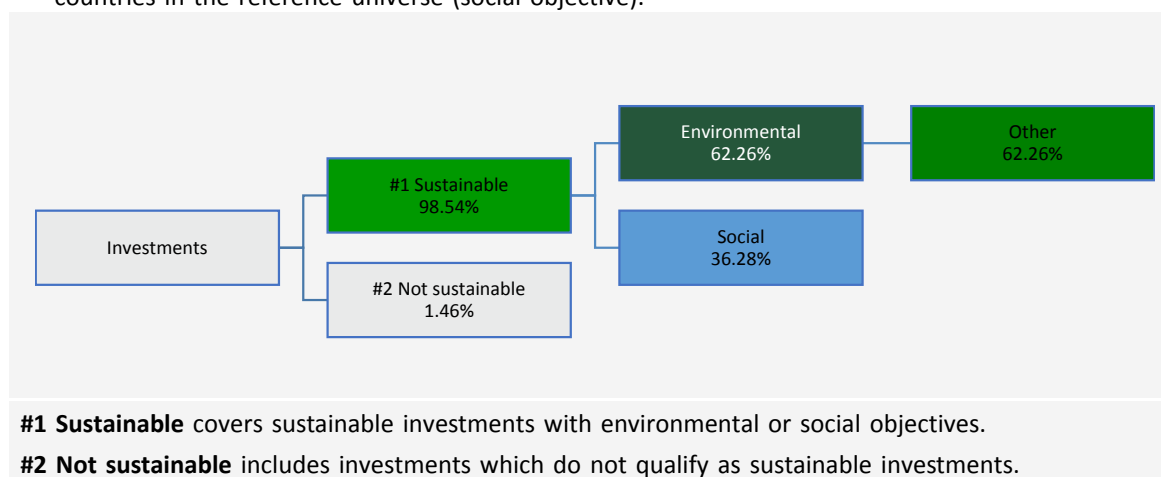 countries in the reference universe (social objective).
Environmental
62.26%
Other
62.26%
#1 Sustainable
98.54%
Investments
Social
36.28%
#2 Not sustainable
1.46%
#1 Sustainable covers sustainable investments with environmental or social objectives.
#2 Not sustainable includes investments which do not qualify as sustainable investments.